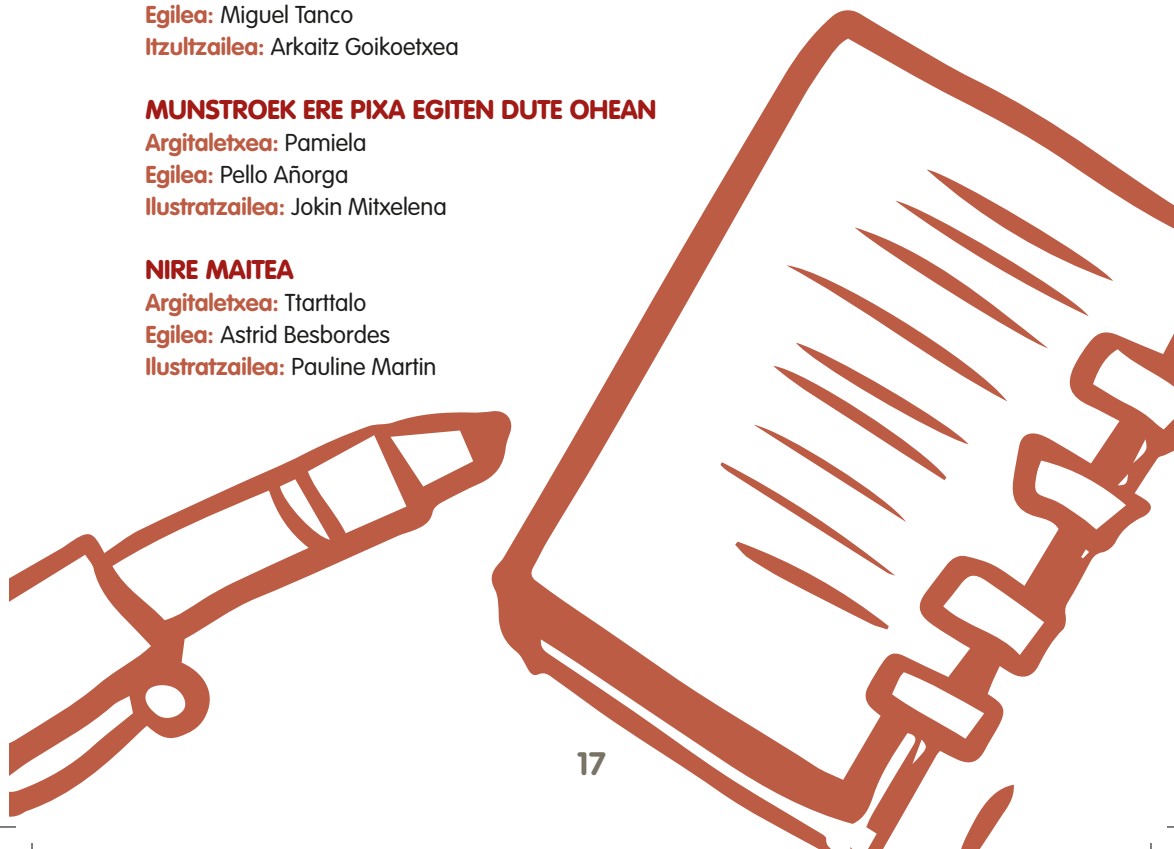 Egilea: Miguel Tanco
Itzultzailea: Arkaitz Goikoetxea
MUNSTROEK ERE PIXA EGITEN DUTE OHEAN
Argitaletxea: Pamiela
Egilea: Pello Añorga
Ilustratzailea: Jokin Mitxelena
NIRE MAITEA
Argitaletxea: Ttarttalo
Egilea: Astrid Besbordes
Ilustratzailea: Pauline Martin
17